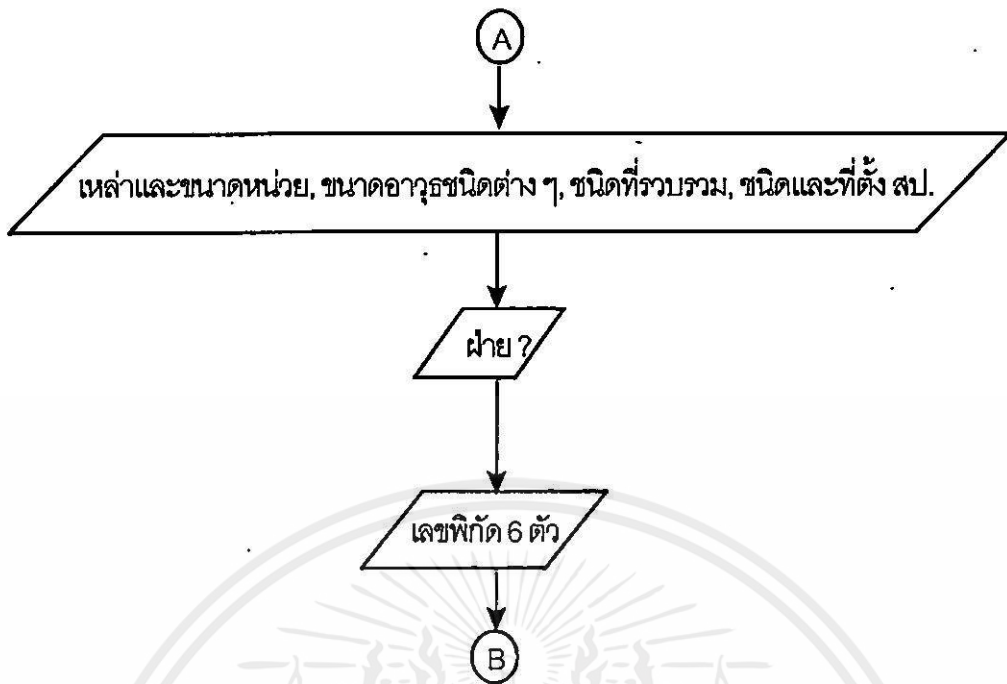 A
เหล่าและขนาดหน่วย, ขนาดอาวุธชนิดต่าง ๆ, ชนิดที่รวบรวม, ชนิดและที่ตั้ง สป.
ฝ่าย ?
เลขพิกัด 6 ตัว
B